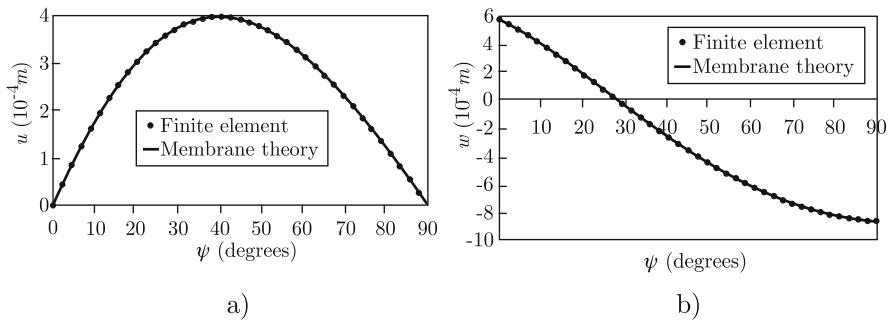 4
3
2
1
0
u (10⁻⁴m)
Finite element
Membrane theory
0 10 20 30 40 50 60 70 80 90
ψ (degrees)
a)
6
4
2
0
-2
-4
-6
-8
-10
w (10⁻⁴m)
Finite element
Membrane theory
10 20 30 40 50 60 70 80 90
ψ (degrees)
b)